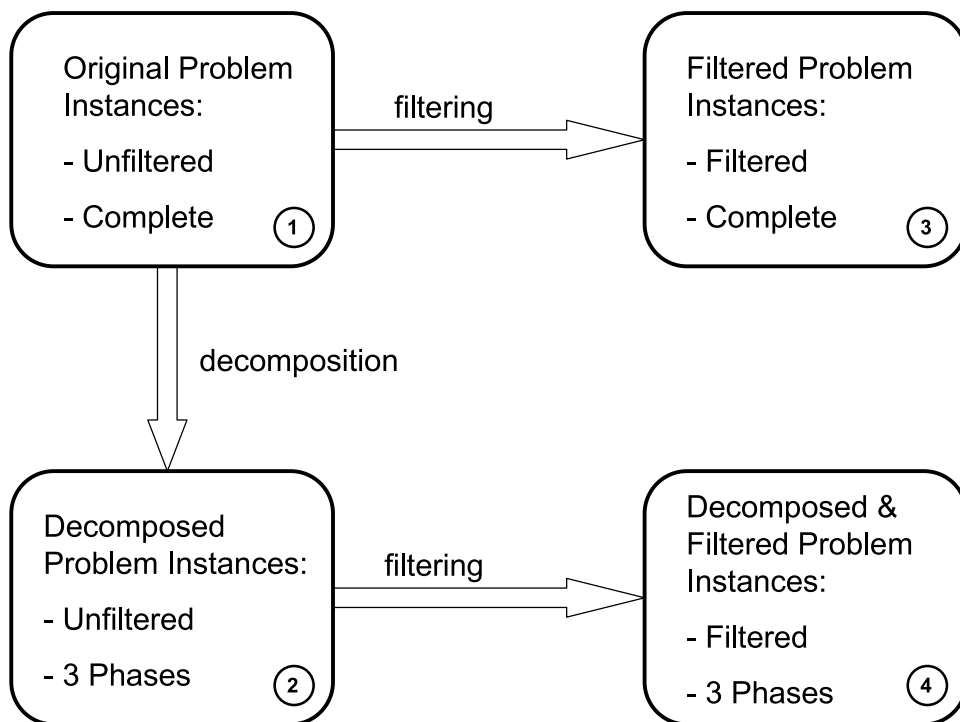 Original Problem
Instances:
- Unfiltered
- Complete
1
filtering
Filtered Problem
Instances:
- Filtered
- Complete
3
decomposition
Decomposed
Problem Instances:
- Unfiltered
- 3 Phases
2
filtering
Decomposed &
Filtered Problem
Instances:
- Filtered
- 3 Phases
4